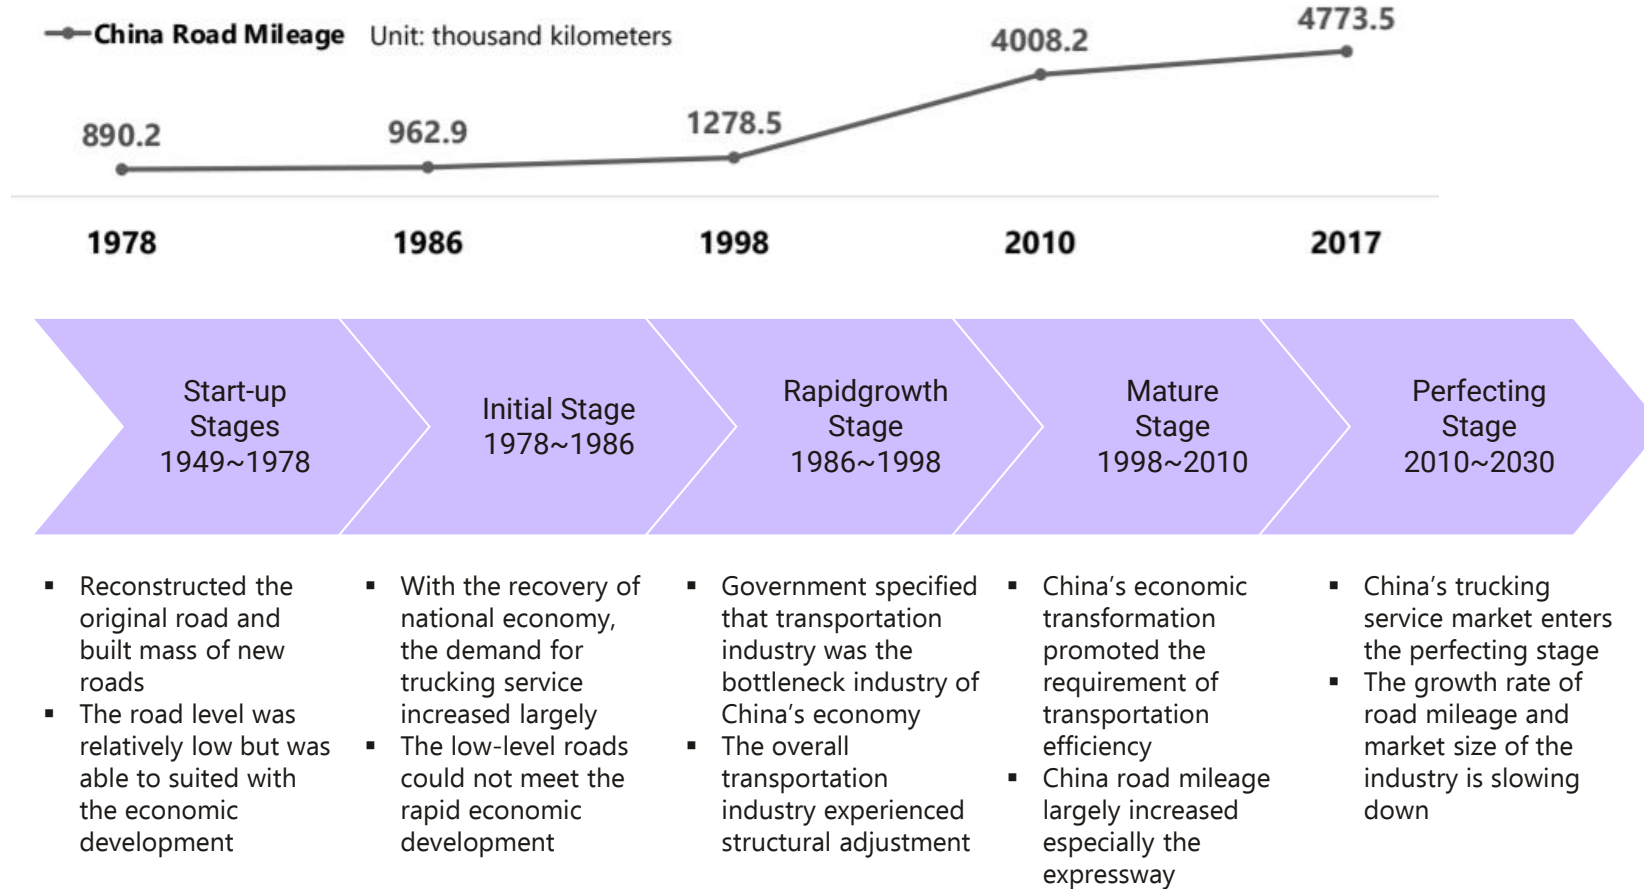 China Road Mileage Unit: thousand kilometers
890.2
962.9
1278.5
4008.2
4773.5
1978
1986
1998
2010
2017
Start-up
Stages
1949~1978
Initial Stage
1978~1986
Rapidgrowth
Stage
1986~1998
Mature
Stage
1998~2010
Perfecting
Stage
2010~2030
▪ Reconstructed the
original road and
built mass of new
roads
▪ The road level was
relatively low but was
able to suited with
the economic
development
▪ With the recovery of
national economy,
the demand for
trucking service
increased largely
▪ The low-level roads
could not meet the
rapid economic
development
▪ Government specified
that transportation
industry was the
bottleneck industry of
China’s economy
▪ The overall
transportation
industry experienced
structural adjustment
▪ China’s economic
transformation
promoted the
requirement of
transportation
efficiency
▪ China road mileage
largely increased
especially the
expressway
▪ China’s trucking
service market enters
the perfecting stage
▪ The growth rate of
road mileage and
market size of the
industry is slowing
down